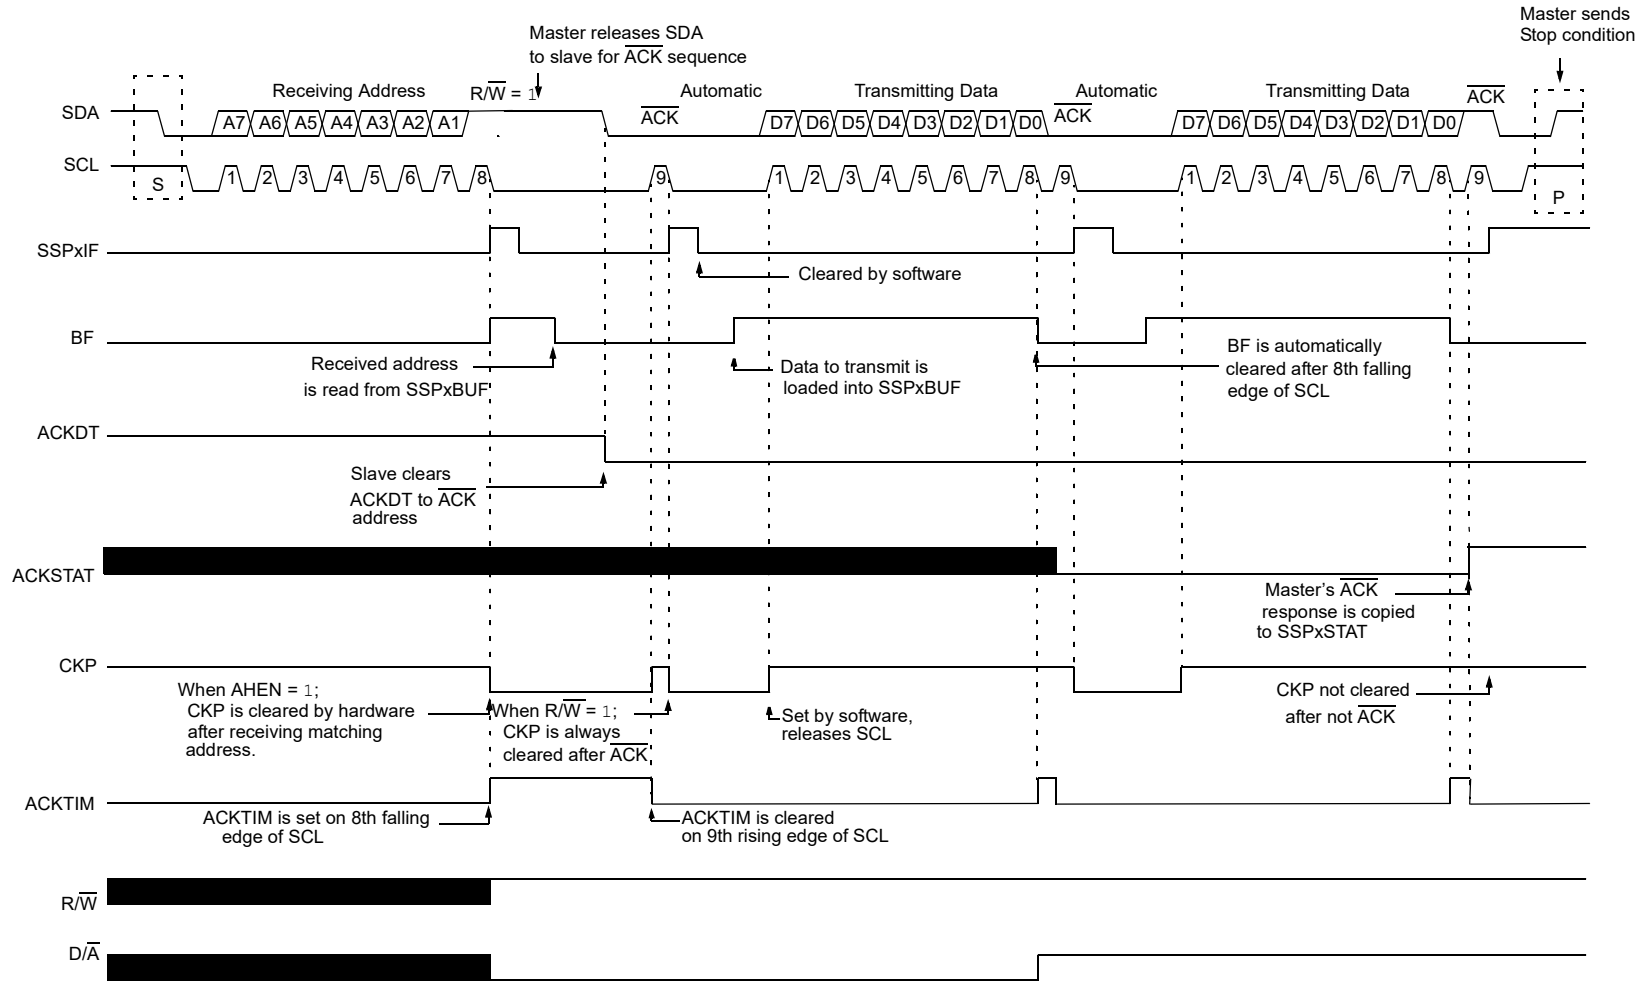 Master sends
Stop condition
Master releases SDA
to slave for ACK sequence
SDA
Receiving Address
R/W = 1
ACK
Automatic
Transmitting Data
ACK
Automatic
Transmitting Data
ACK
A7 A6 A5 A4 A3 A2 A1
D7 D6 D5 D4 D3 D2 D1 D0
D7 D6 D5 D4 D3 D2 D1 D0
SCL
S
1 2 3 4 5 6 7 8 9
1 2 3 4 5 6 7 8 9
1 2 3 4 5 6 7 8 9
P
SSPxIF
Cleared by software
BF
Received address
is read from SSPxBUF
Data to transmit is
loaded into SSPxBUF
BF is automatically
cleared after 8th falling
edge of SCL
ACKDT
Slave clears
ACKDT to ACK
address
ACKSTAT
Master's ACK
response is copied
to SSPxSTAT
CKP
When AHEN = 1;
CKP is cleared by hardware
after receiving matching
address.
When R/W = 1;
CKP is always
cleared after ACK
Set by software,
releases SCL
CKP not cleared
after not ACK
ACKTIM
ACKTIM is set on 8th falling
edge of SCL
ACKTIM is cleared
on 9th rising edge of SCL
R/W
D/A